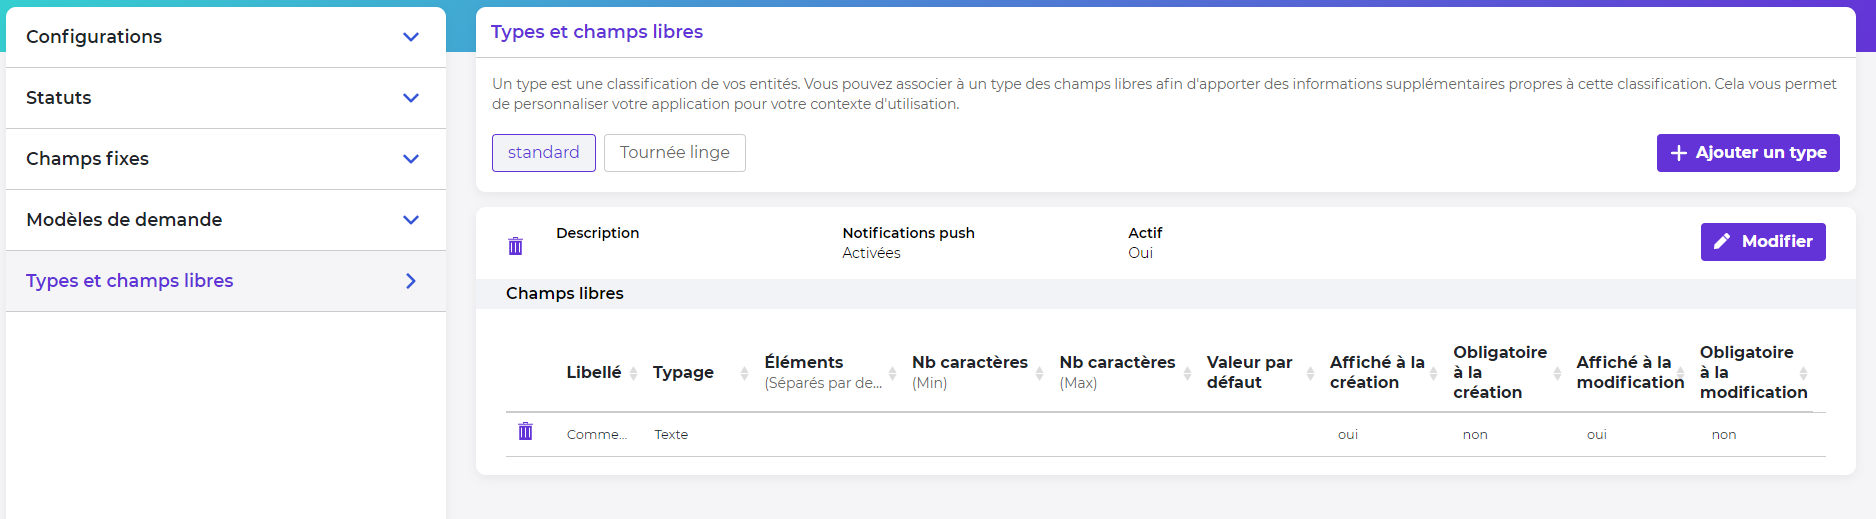 Configurations
Statuts
Champs fixes
Modèles de demande
Types et champs libres
Types et champs libres
Un type est une classification de vos entités. Vous pouvez associer à un type des champs libres afin d'apporter des informations supplémentaires propres à cette classification. Cela vous permet
de personnaliser votre application pour votre contexte d'utilisation.
standard Tournée linge
Ajouter un type
Description Notifications push Actif
Activées Oui
Modifier
Champs libres
Libellé Typage Éléments (Séparés par de... Nb caractères (Min) Nb caractères (Max) Valeur par défaut Affiché à la création Obligatoire à la création Affiché à la modification Obligatoire à la modification
Comme... Texte oui non oui non